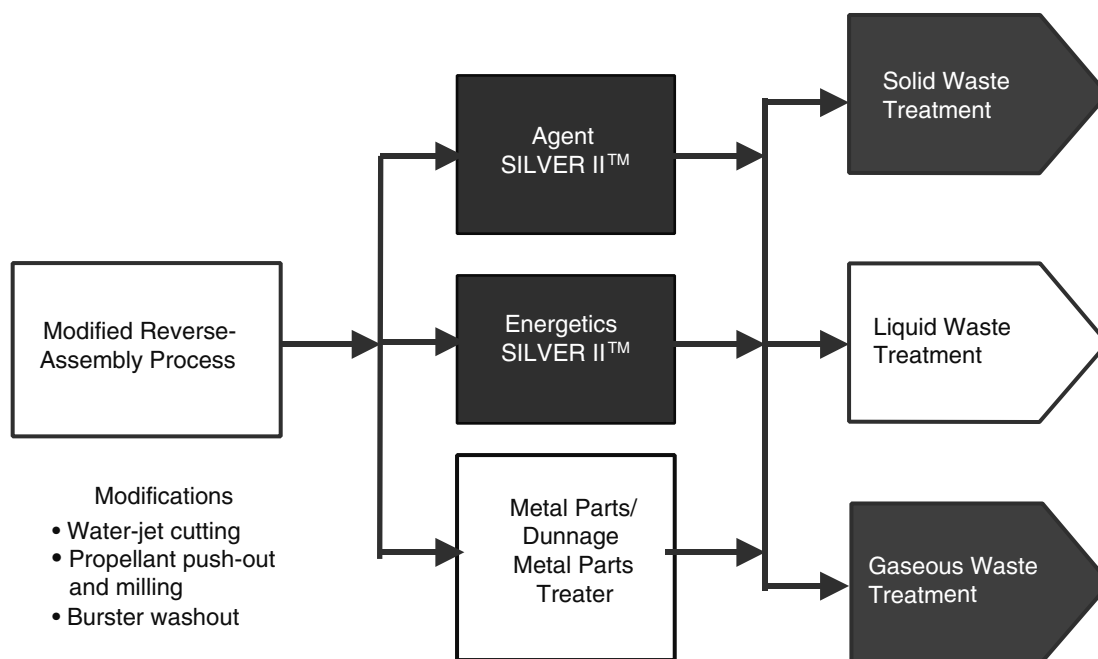 Modified Reverse-
Assembly Process
Modifications
• Water-jet cutting
• Propellant push-out
and milling
• Burster washout
Agent
SILVER II™
Energetics
SILVER II™
Metal Parts/
Dunnage
Metal Parts
Treater
Solid Waste
Treatment
Liquid Waste
Treatment
Gaseous Waste
Treatment